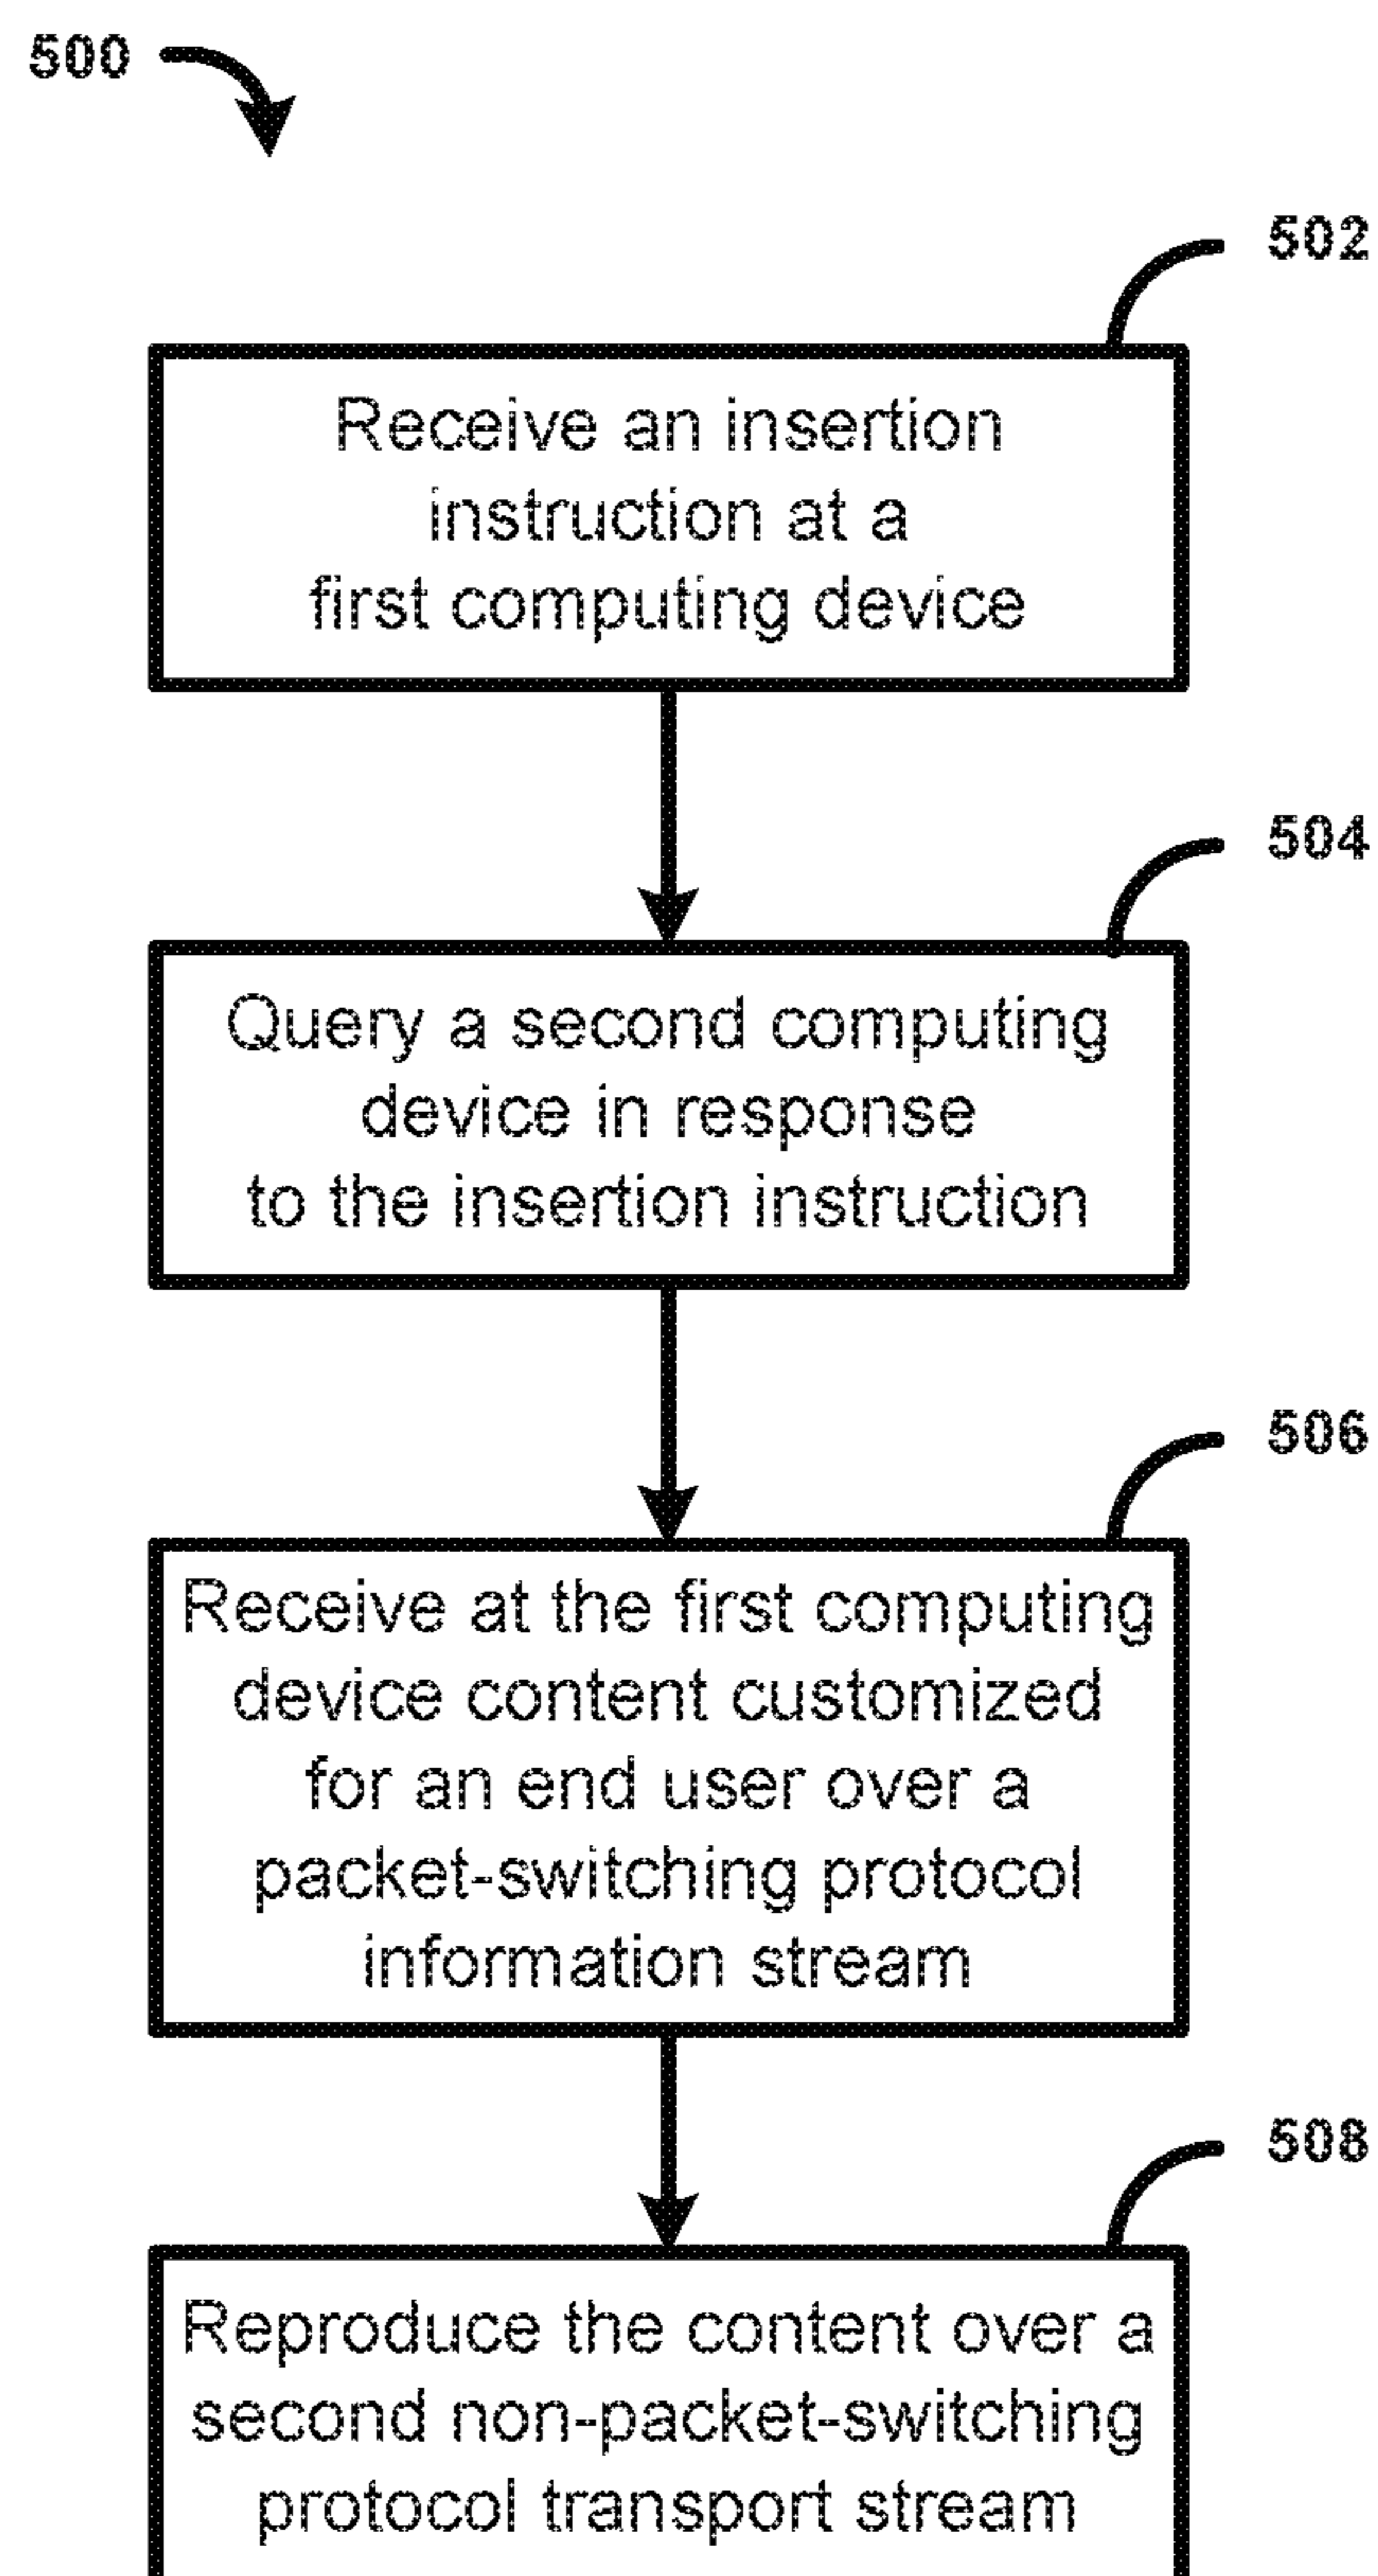 500
502
Receive an insertion
instruction at a
first computing device
504
Query a second computing
device in response
to the insertion instruction
506
Receive at the first computing
device content customized
for an end user over a
packet-switching protocol
information stream
508
Reproduce the content over a
second non-packet-switching
protocol transport stream